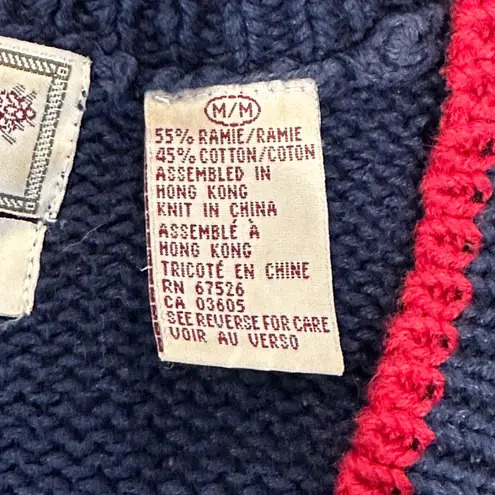 M/M
55% RAMIE/RAMIE
45% COTTON/COTON
ASSEMBLED IN
HONG KONG
KNIT IN CHINA
ASSEMBLÉ À
HONG KONG
TRICOTÉ EN CHINE
RN 67526
CA 03605
SEE REVERSE FOR CARE
VOIR AU VERSO